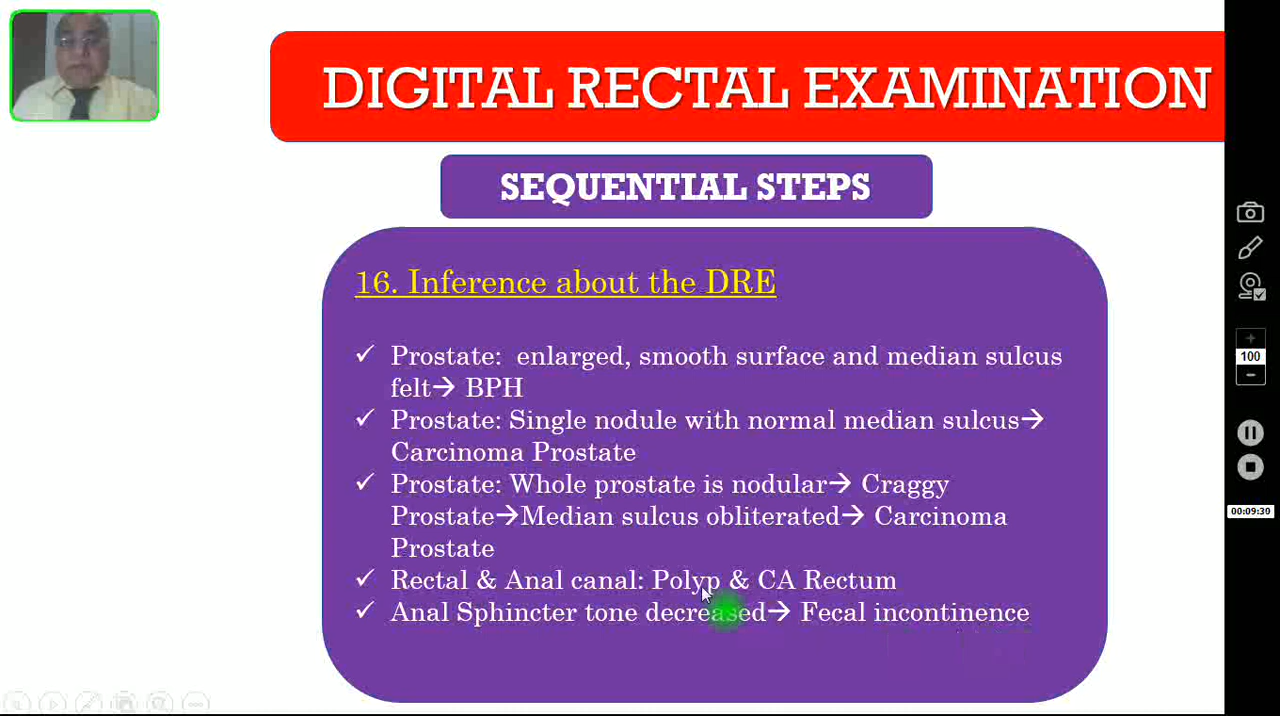 DIGITAL RECTAL EXAMINATION
SEQUENTIAL STEPS
16. Inference about the DRE
✓ Prostate: enlarged, smooth surface and median sulcus
felt→ BPH
✓ Prostate: Single nodule with normal median sulcus→
Carcinoma Prostate
✓ Prostate: Whole prostate is nodular→ Craggy
Prostate→Median sulcus obliterated→ Carcinoma
Prostate
✓ Rectal & Anal canal: Polyp & CA Rectum
✓ Anal Sphincter tone decreased→ Fecal incontinence
+
100
-
00:09:30